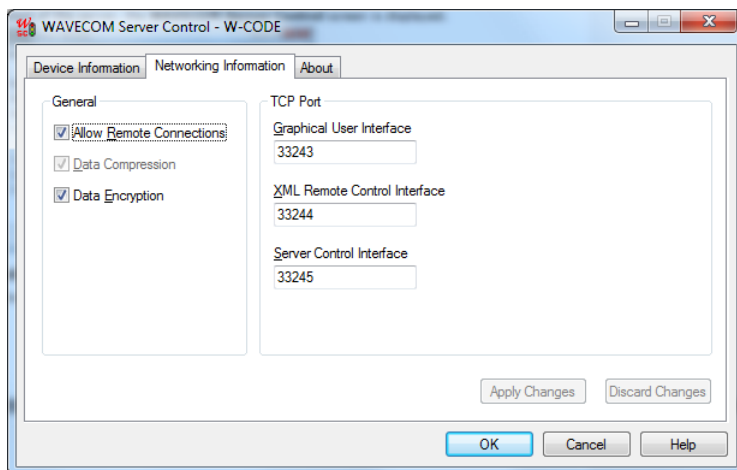 WAVECOM Server Control - W-CODE
Device Information
Networking Information
About
General
Allow Remote Connections
Data Compression
Data Encryption
TCP Port
Graphical User Interface
33243
XML Remote Control Interface
33244
Server Control Interface
33245
Apply Changes
Discard Changes
OK
Cancel
Help